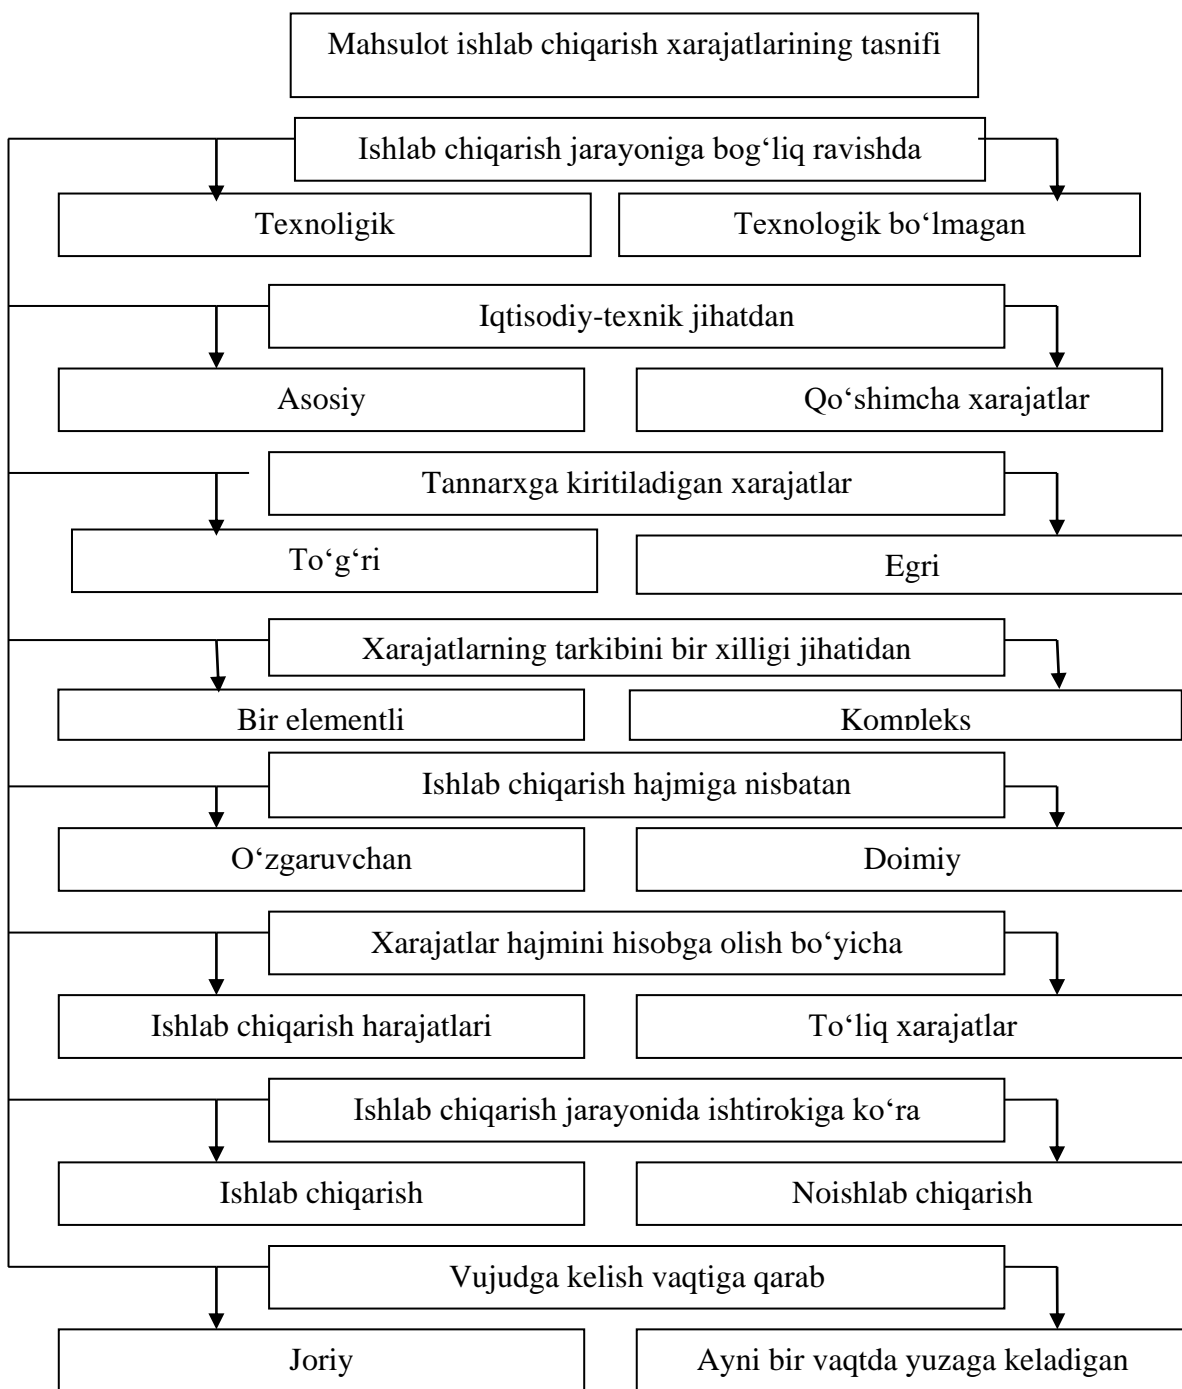 Mahsulot ishlab chiqarish xarajatlarining tasnifi
Ishlab chiqarish jarayoniga bog‘liq ravishda
Texnoligik
Texnologik bo‘lmagan
Iqtisodiy-texnik jihatdan
Asosiy
Qo‘shimcha xarajatlar
Tannarxga kiritiladigan xarajatlar
To‘g‘ri
Egri
Xarajatlarning tarkibini bir xilligi jihatidan
Bir elementli
Kompleks
Ishlab chiqarish hajmiga nisbatan
O‘zgaruvchan
Doimiy
Xarajatlar hajmini hisobga olish bo‘yicha
Ishlab chiqarish harajatlari
To‘liq xarajatlar
Ishlab chiqarish jarayonida ishtirokiga ko‘ra
Ishlab chiqarish
Noishlab chiqarish
Vujudga kelish vaqtiga qarab
Joriy
Ayni bir vaqtda yuzaga keladigan